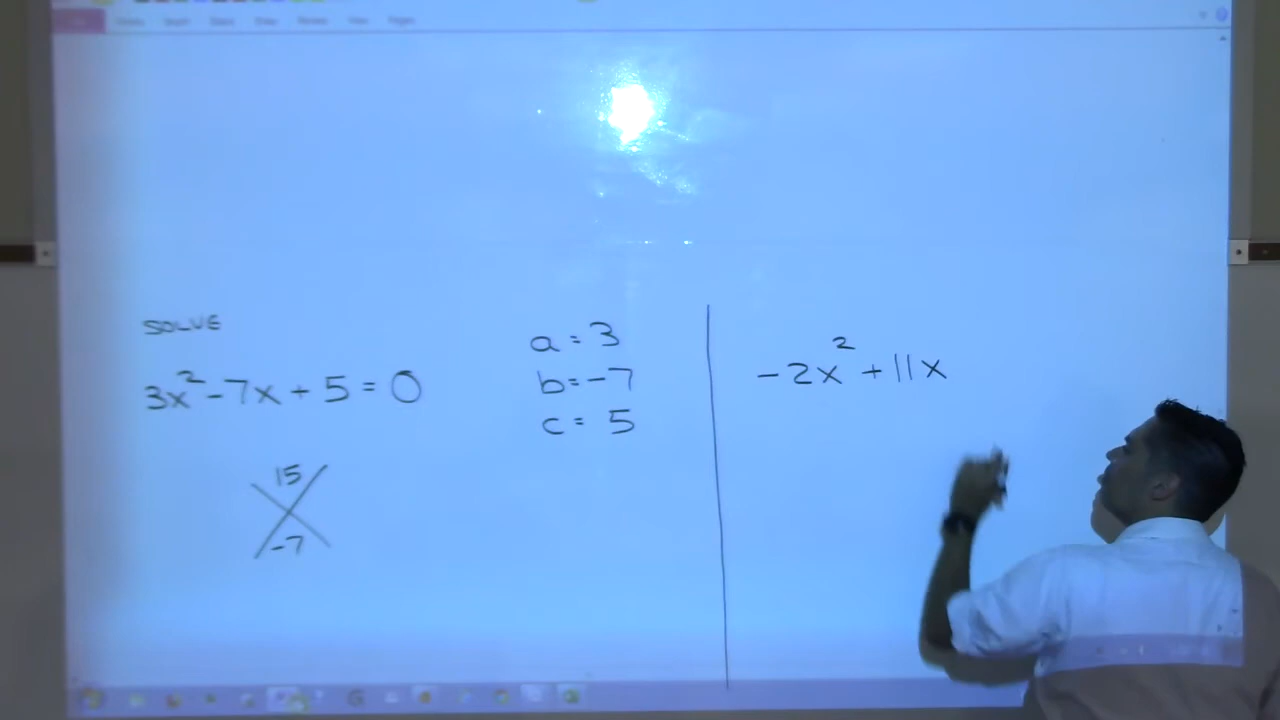 SOLVE
3x² - 7x + 5 = 0
15
-7
a = 3
b = -7
c = 5
-2x² + 11x